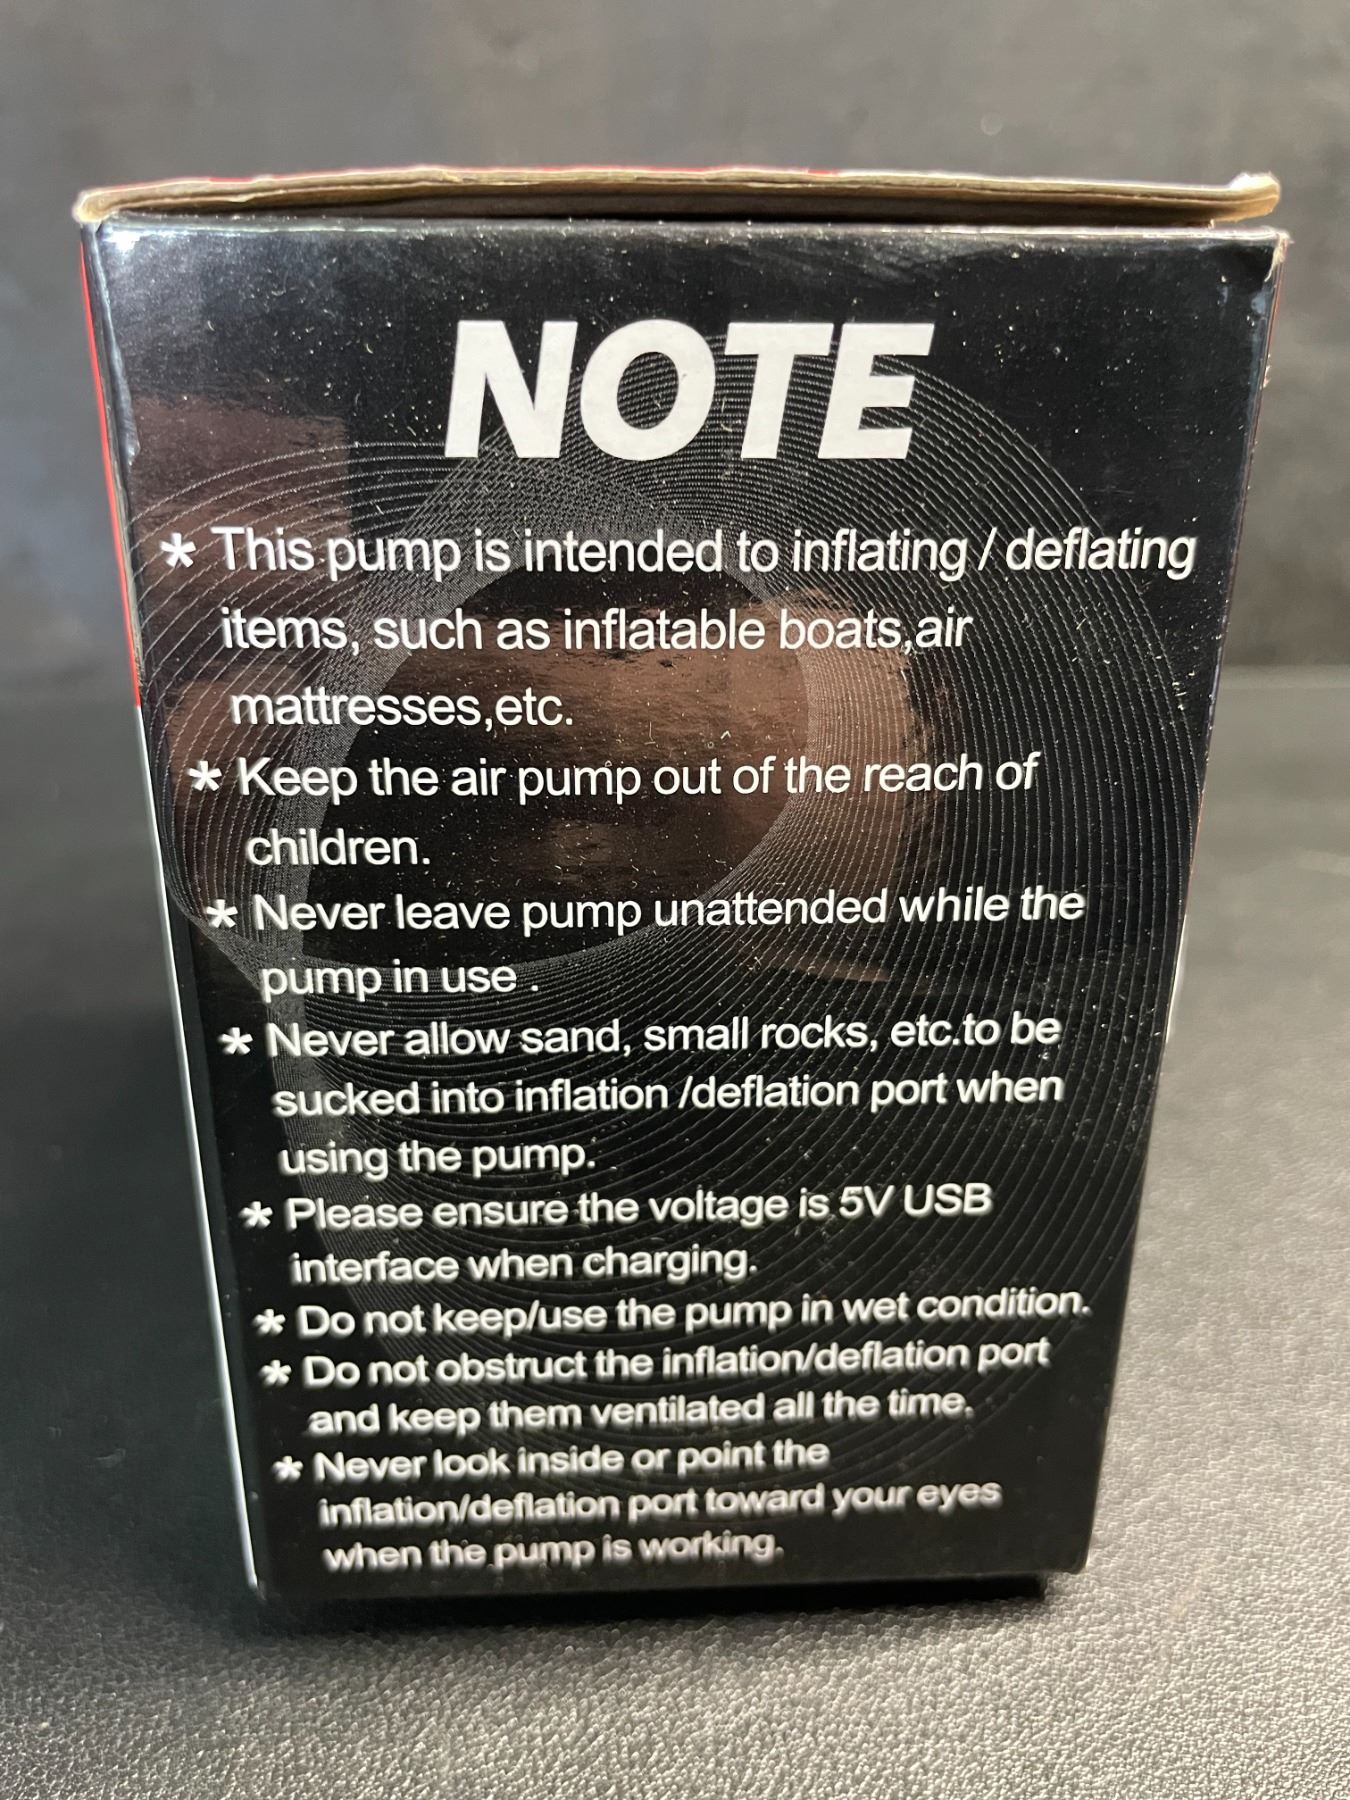 NOTE
* This pump is intended to inflating / deflating
items, such as inflatable boats,air
mattresses,etc.
* Keep the air pump out of the reach of
children.
* Never leave pump unattended while the
pump in use .
* Never allow sand, small rocks, etc.to be
sucked into inflation /deflation port when
using the pump.
* Please ensure the voltage is 5V USB
interface when charging.
* Do not keep/use the pump in wet condition.
* Do not obstruct the inflation/deflation port
and keep them ventilated all the time.
* Never look inside or point the
inflation/deflation port toward your eyes
when the pump is working.